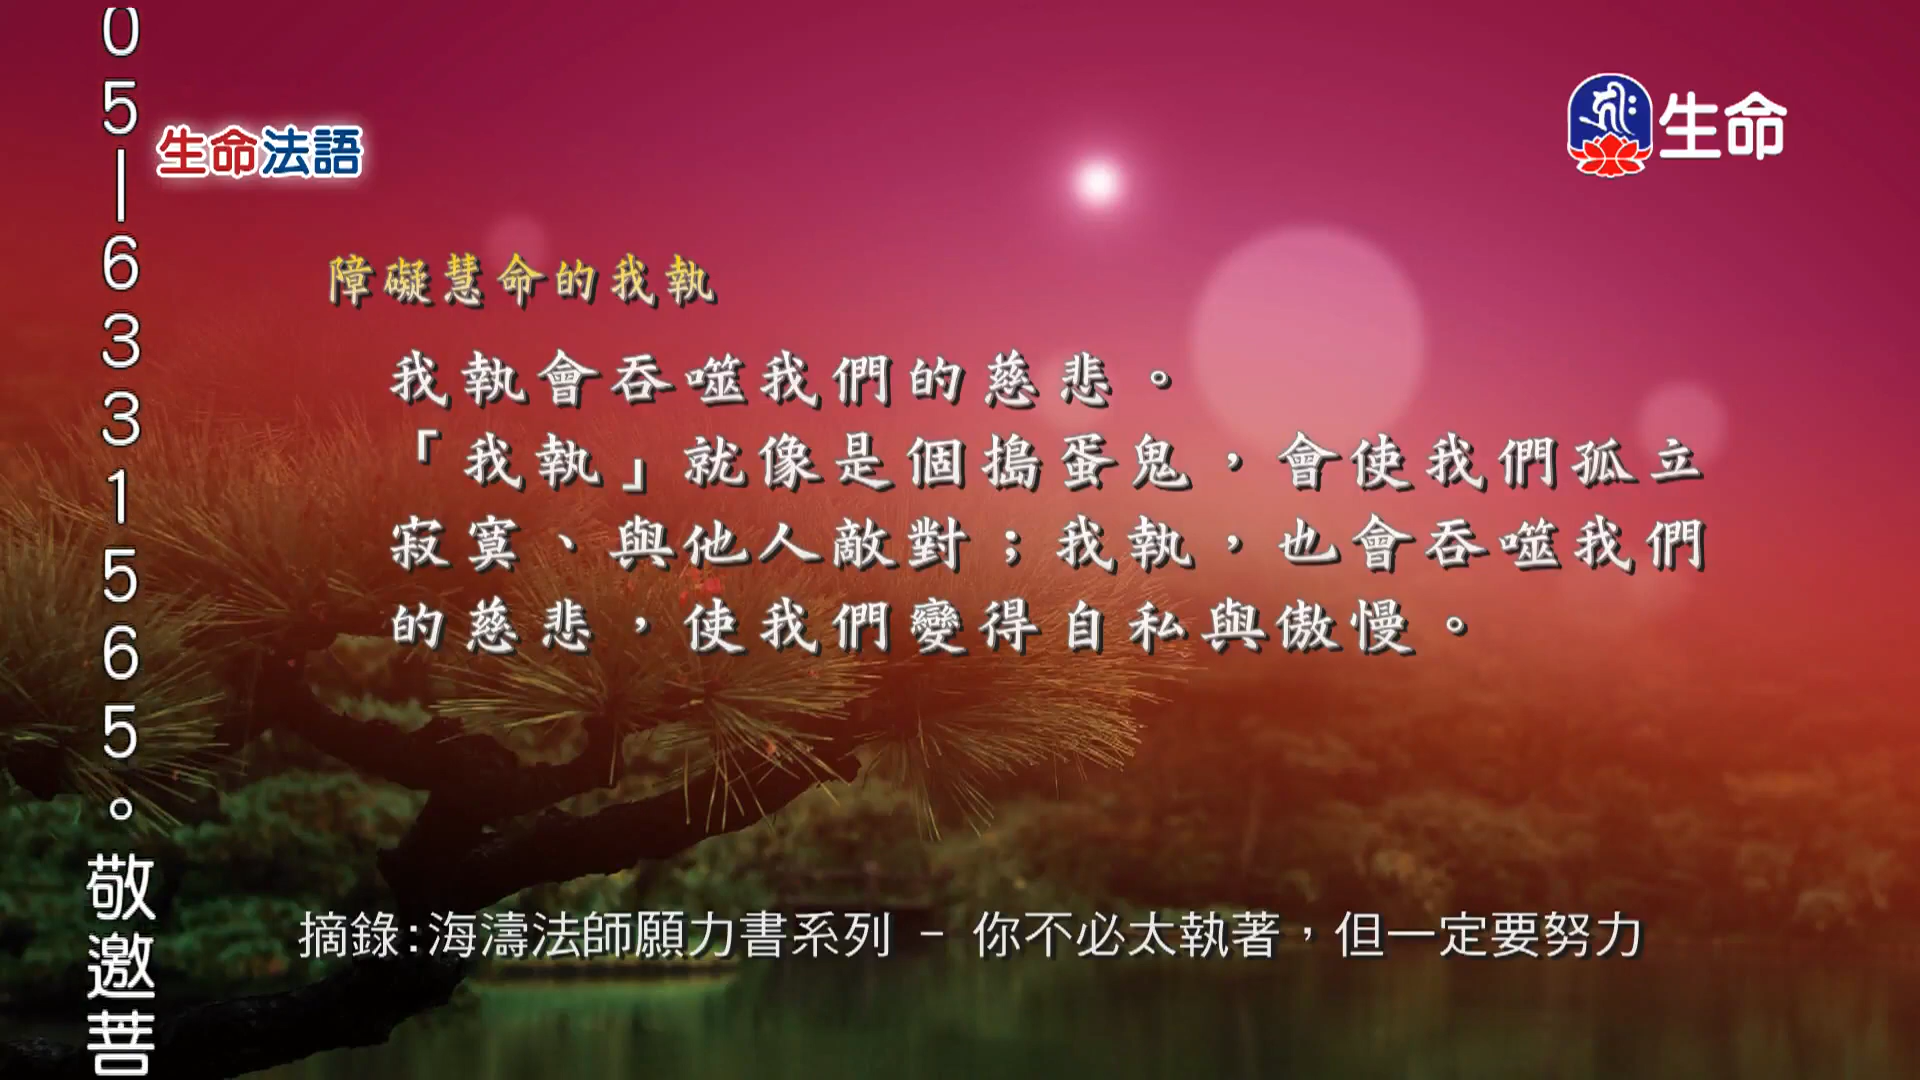 05-6331565。敬邀菩
生命法語
生命
障礙慧命的我執
我執會吞噬我們的慈悲。
「我執」就像是個搗蛋鬼，會使我們孤立
寂寞、與他人敵對；我執，也會吞噬我們
的慈悲，使我們變得自私與傲慢。
摘錄:海濤法師願力書系列 - 你不必太執著，但一定要努力